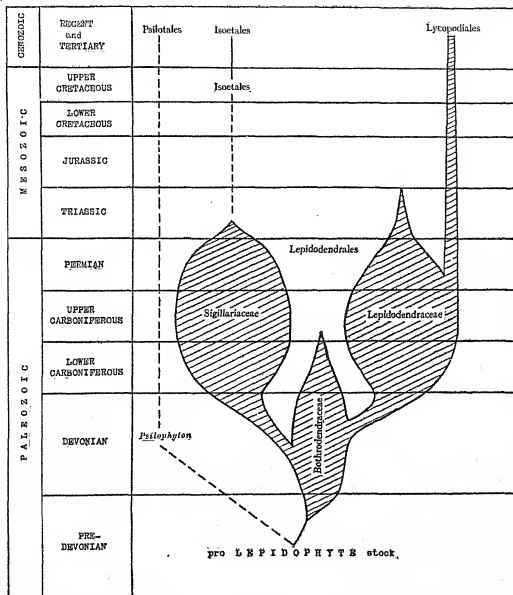 CENOZOIC
RECENT
and
TERTIARY
Psilotales
Isoetales
Lycopodiales
MESOZOIC
UPPER
CRETACEOUS
Isoetales
LOWER
CRETACEOUS
JURASSIC
TRIASSIC
PALEOZOIC
PERMIAN
Lepidodendrales
UPPER
CARBONIFEROUS
Sigillariaceae
Lepidodendraceae
LOWER
CARBONIFEROUS
Bothrodendraceae
DEVONIAN
Psilophyton
PRE-
DEVONIAN
pro LEPIDOPHYTE stock.